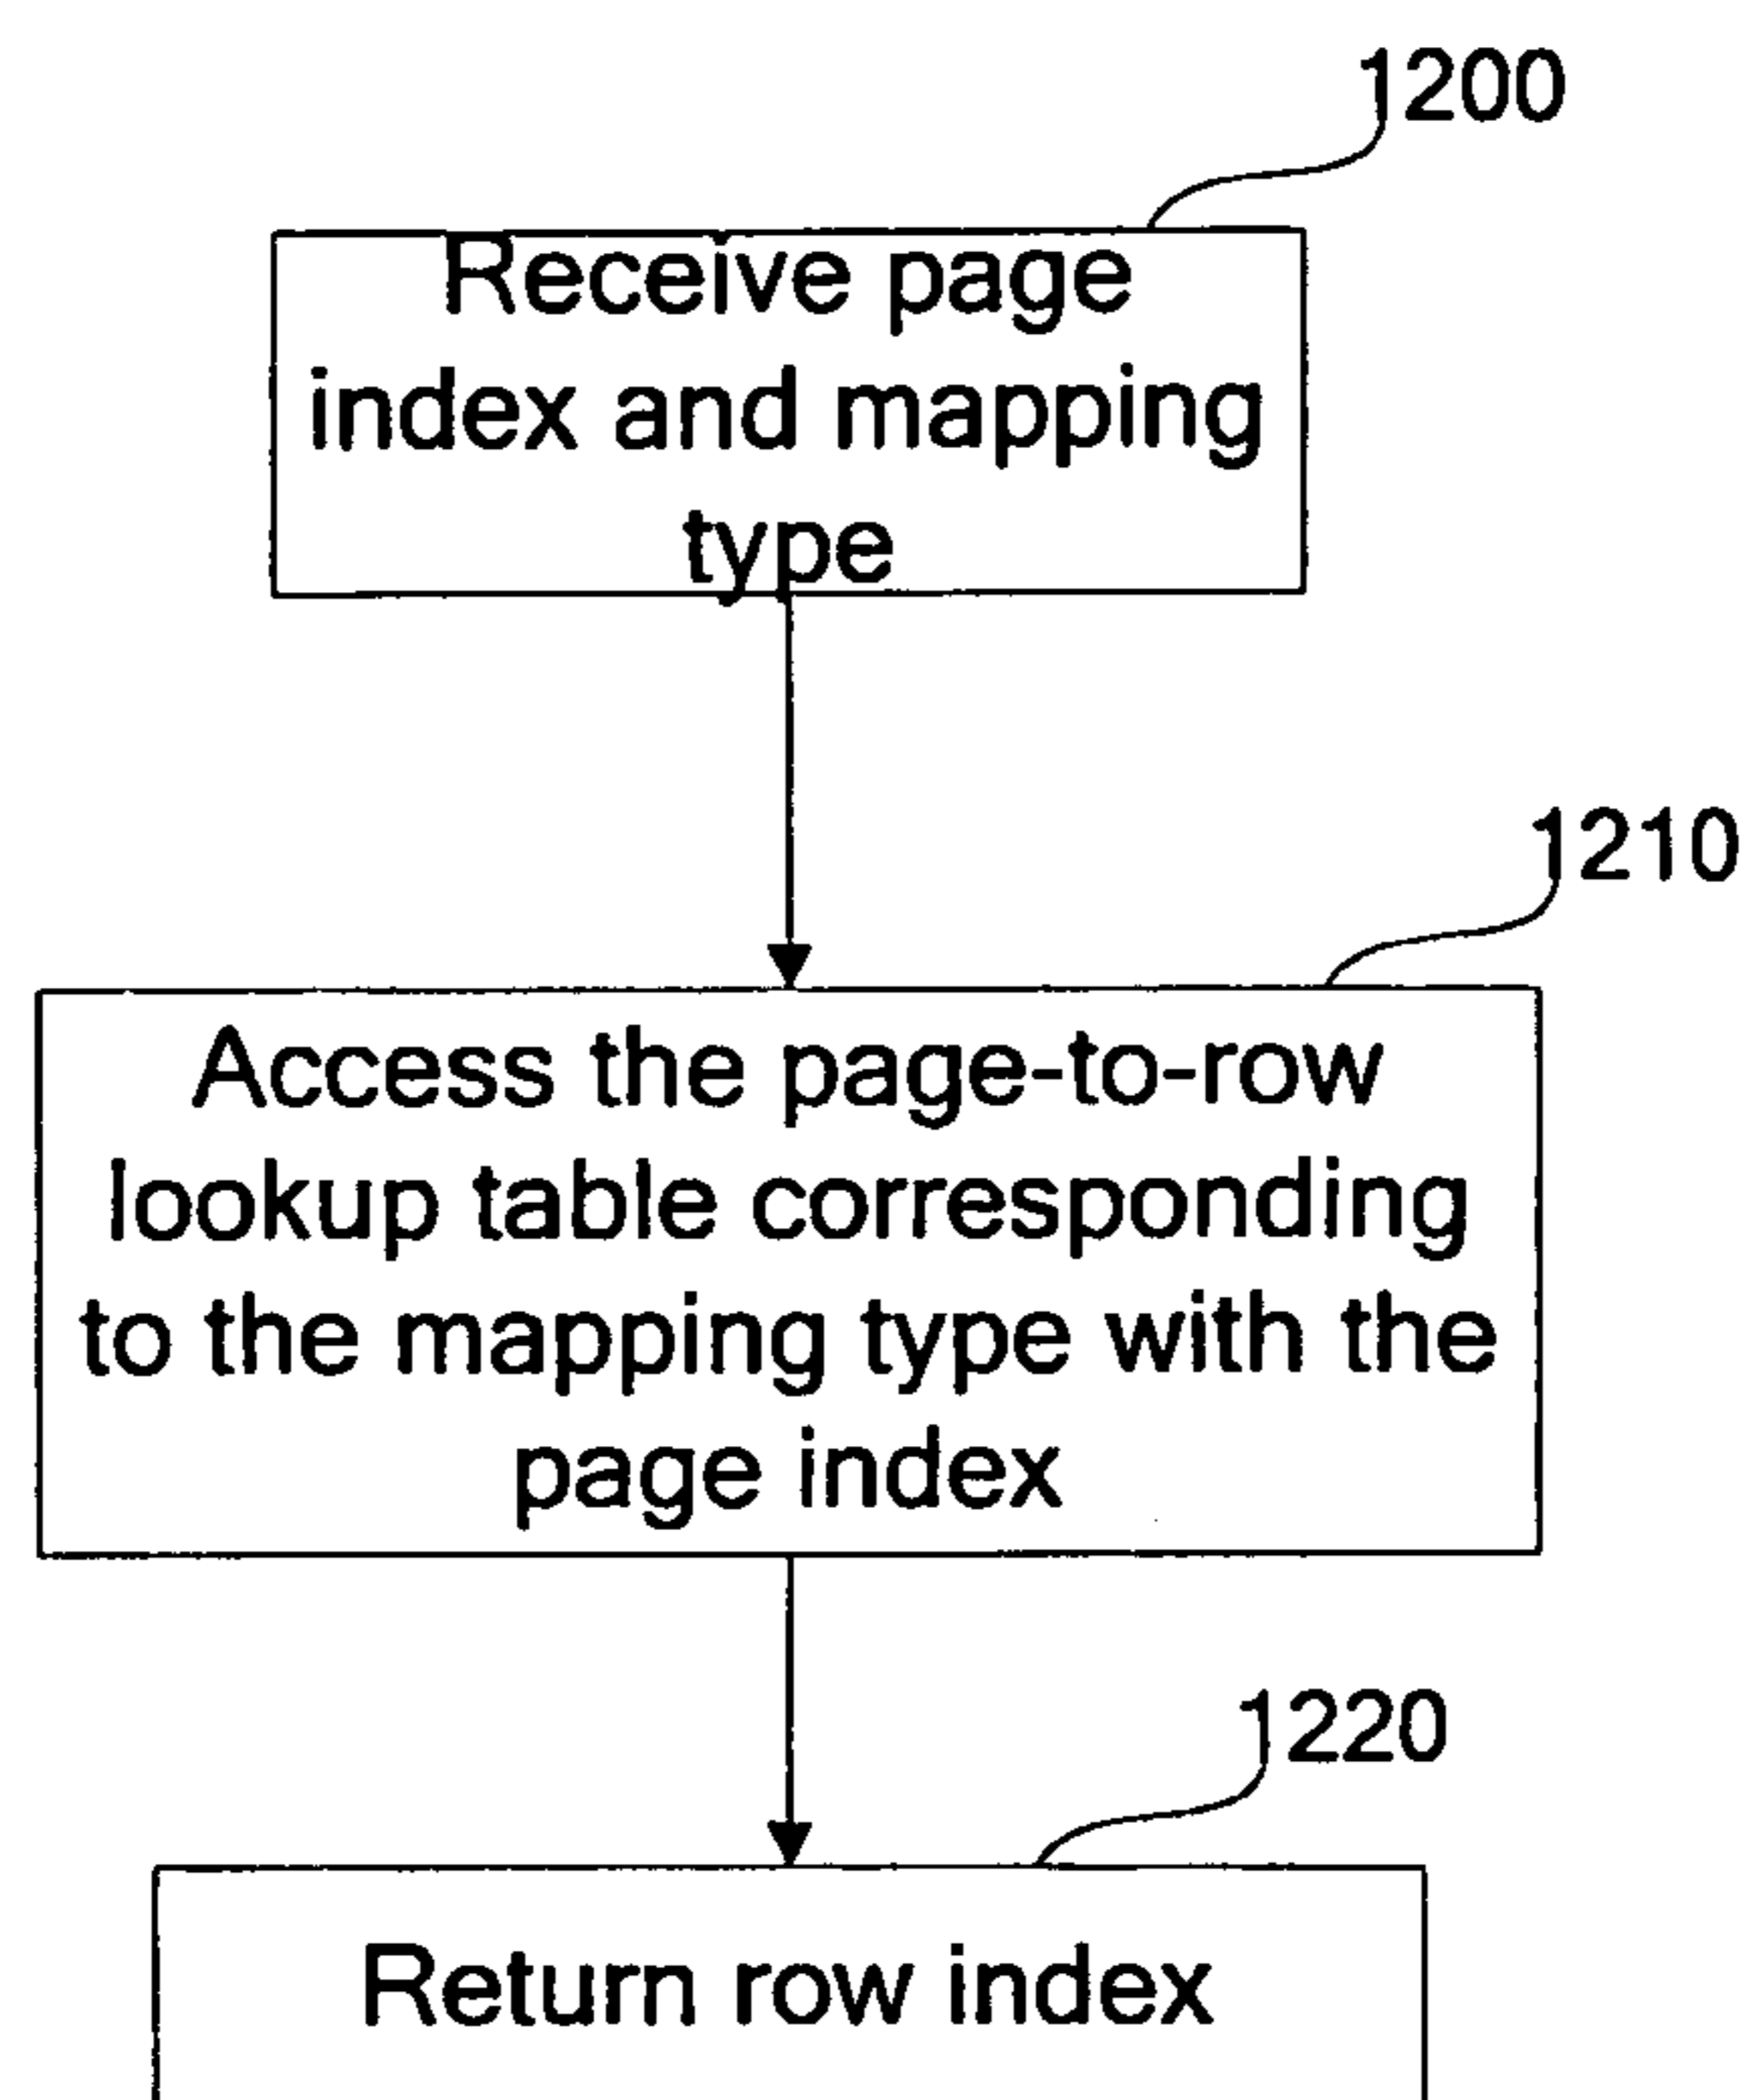 1200
Receive page
index and mapping
type
1210
Access the page-to-row
lookup table corresponding
to the mapping type with the
page index
1220
Return row index